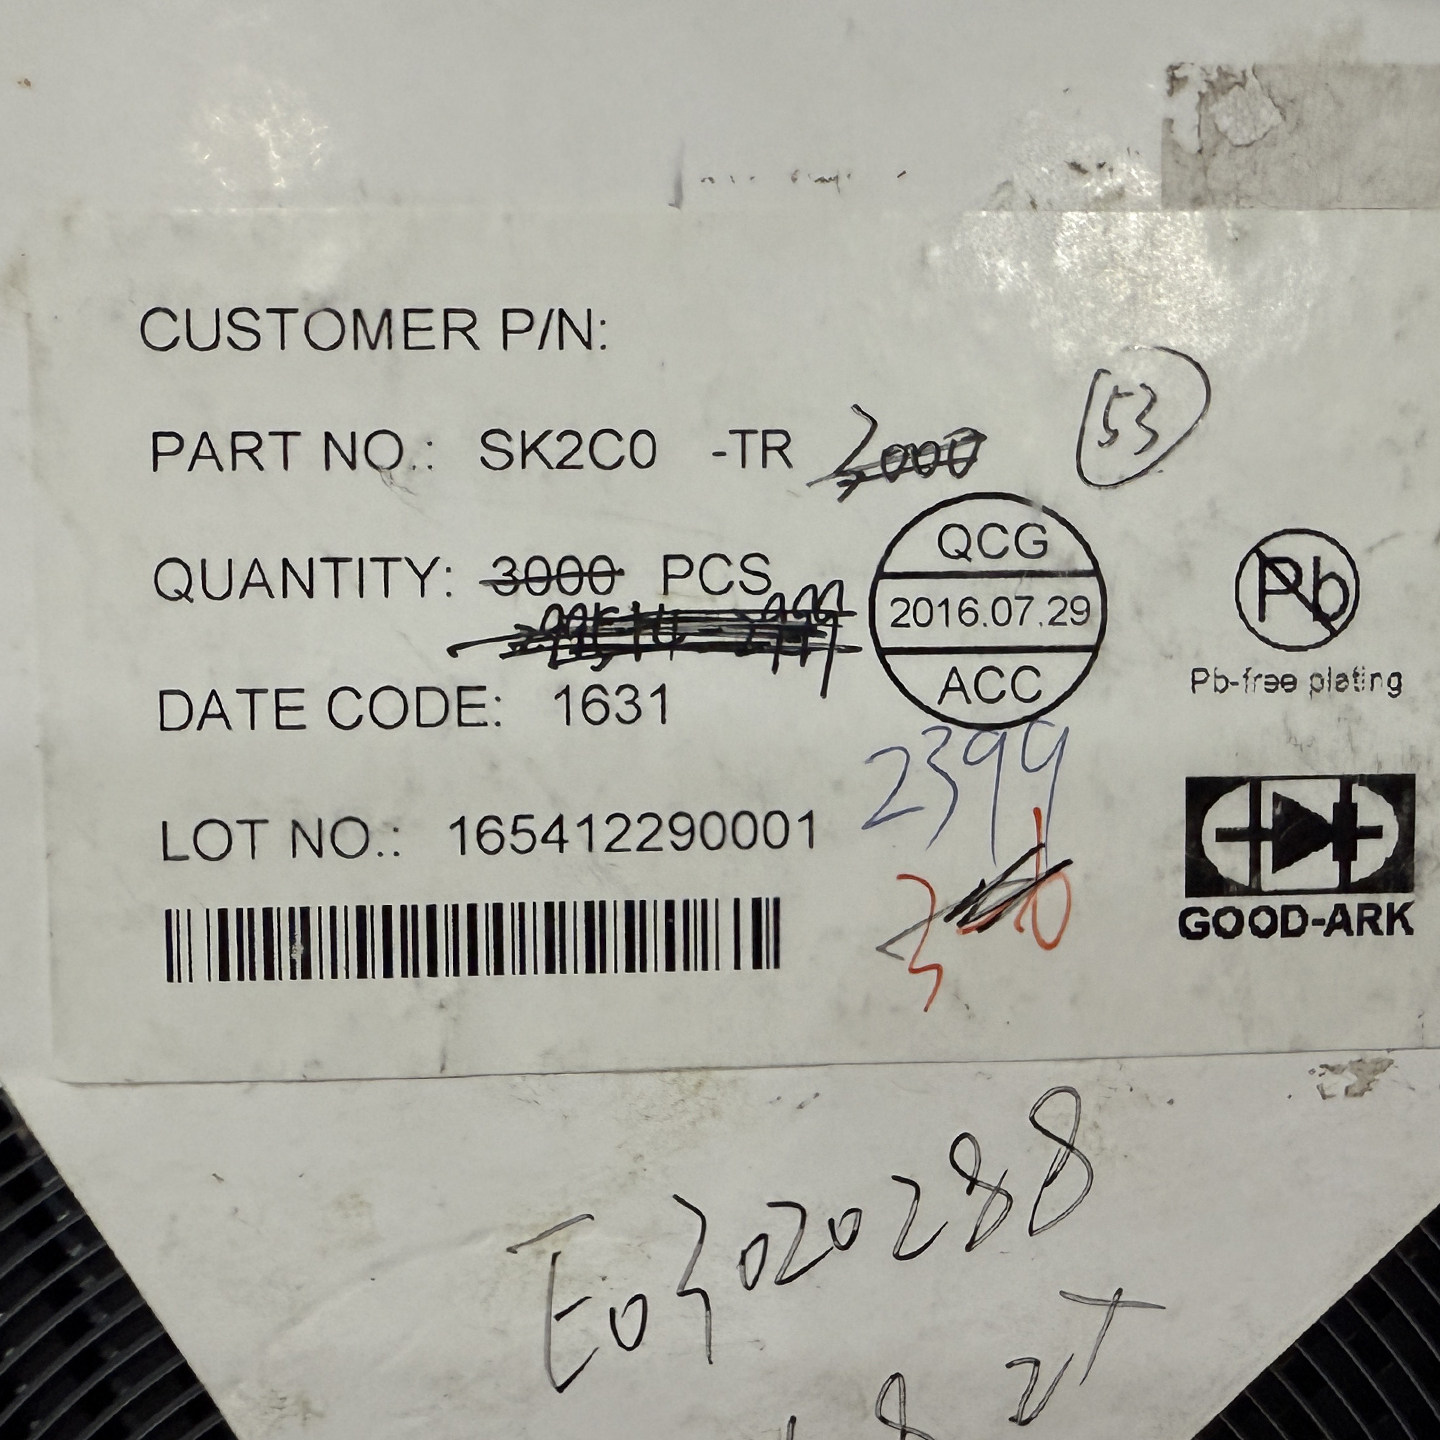 CUSTOMER P/N:
PART NO.: SK2C0 -TR 3000
53
QUANTITY: 3000 PCS
QCG
2016.07.29
ACC
Pb
Pb-free plating
DATE CODE: 1631
2399
LOT NO.: 165412290001
GOOD-ARK
E03020288